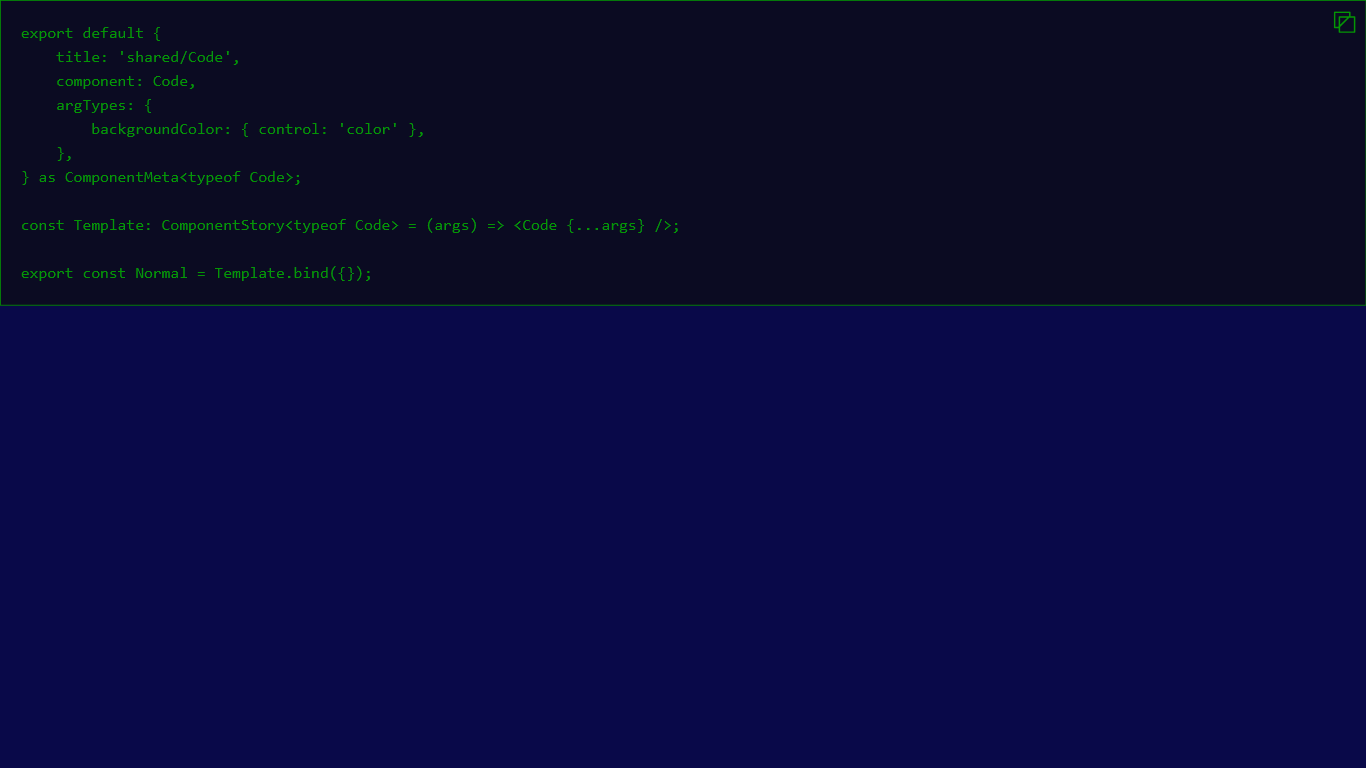 export default {
    title: 'shared/Code',
    component: Code,
    argTypes: {
        backgroundColor: { control: 'color' },
    },
} as ComponentMeta<typeof Code>;

const Template: ComponentStory<typeof Code> = (args) => <Code {...args} />;

export const Normal = Template.bind({});